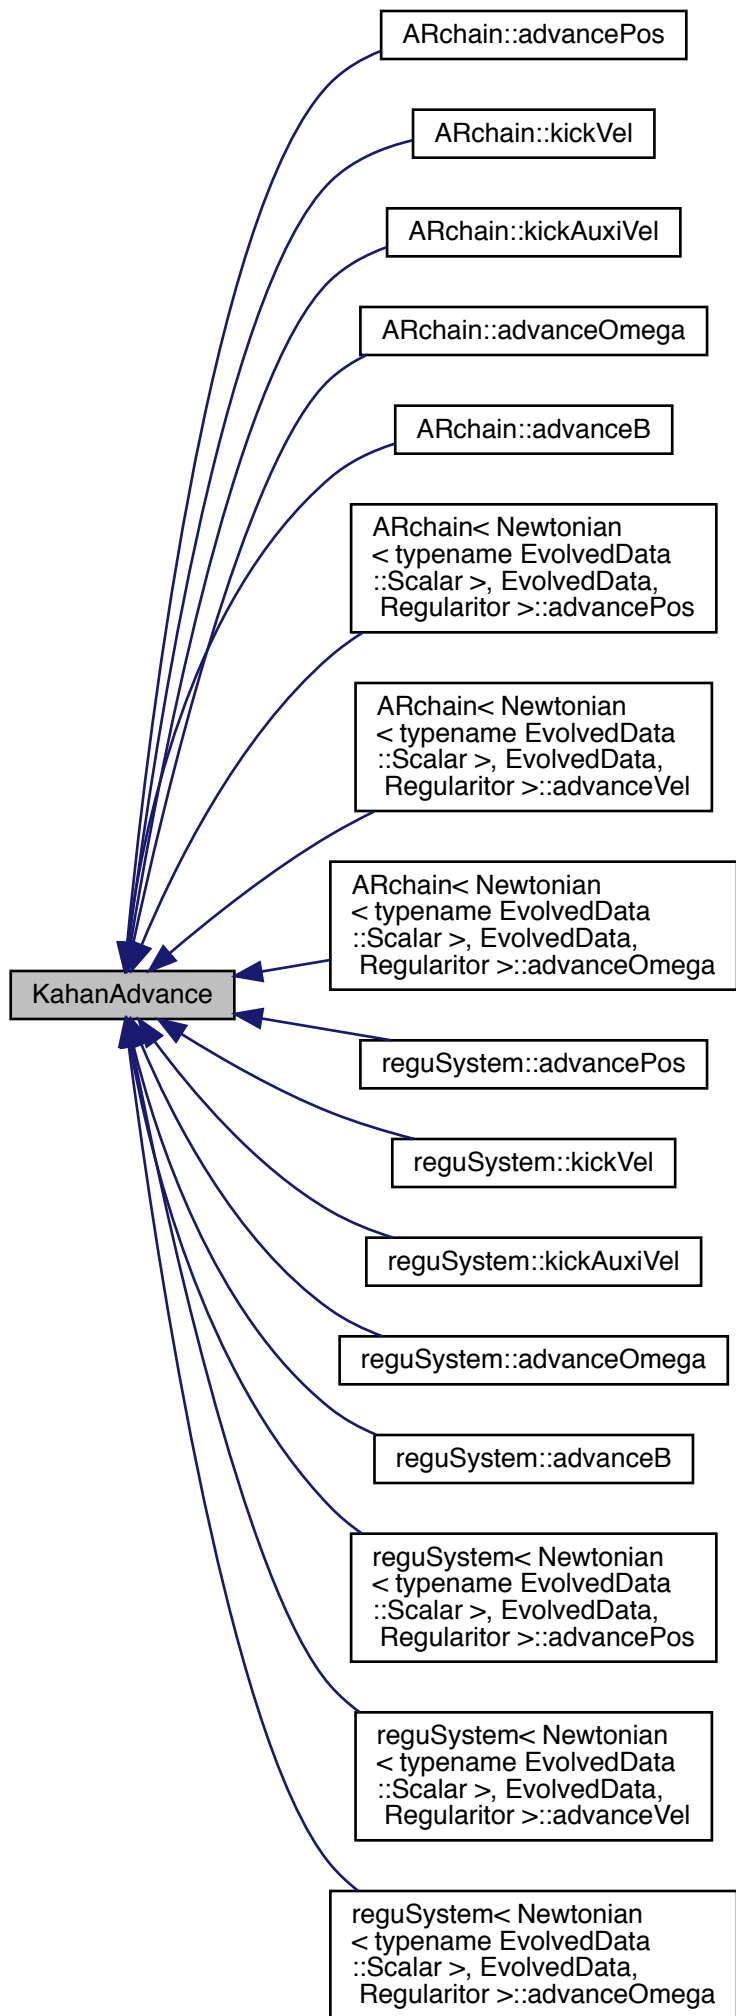 ARchain::advancePos
ARchain::kickVel
ARchain::kickAuxiVel
ARchain::advanceOmega
ARchain::advanceB
ARchain< Newtonian
< typename EvolvedData
::Scalar >, EvolvedData,
Regularitor >::advancePos
ARchain< Newtonian
< typename EvolvedData
::Scalar >, EvolvedData,
Regularitor >::advanceVel
ARchain< Newtonian
< typename EvolvedData
::Scalar >, EvolvedData,
Regularitor >::advanceOmega
KahanAdvance
reguSystem::advancePos
reguSystem::kickVel
reguSystem::kickAuxiVel
reguSystem::advanceOmega
reguSystem::advanceB
reguSystem< Newtonian
< typename EvolvedData
::Scalar >, EvolvedData,
Regularitor >::advancePos
reguSystem< Newtonian
< typename EvolvedData
::Scalar >, EvolvedData,
Regularitor >::advanceVel
reguSystem< Newtonian
< typename EvolvedData
::Scalar >, EvolvedData,
Regularitor >::advanceOmega